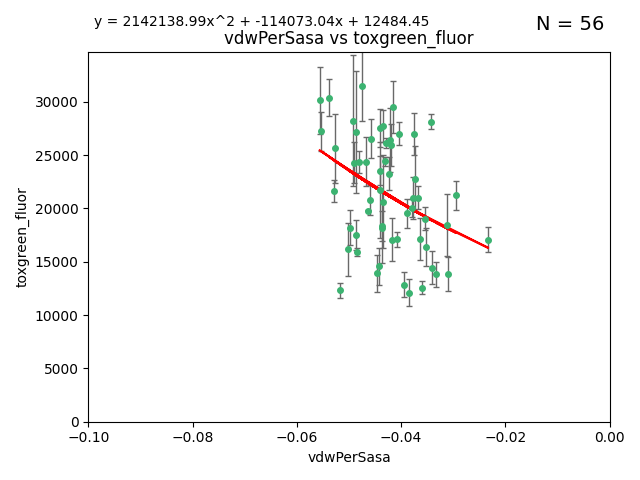 y = 2142138.99x^2 + -114073.04x + 12484.45
N = 56
vdwPerSasa vs toxgreen_fluor
30000
25000
20000
15000
10000
5000
0
toxgreen_fluor
−0.10
−0.08
−0.06
−0.04
−0.02
0.00
vdwPerSasa